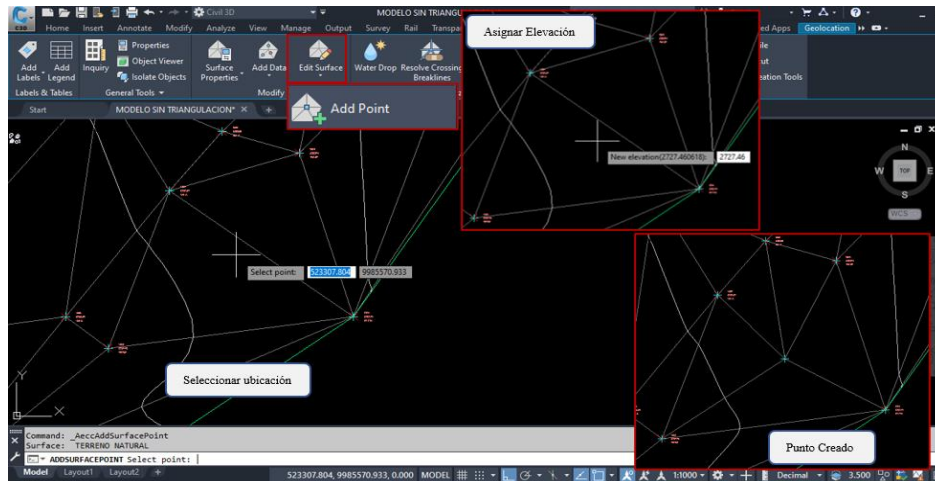 Civil 3D
MODELO SIN TRIANGU
Home Insert Annotate Modify Analyze View Manage Output Survey Rail Transpa
ed Apps Geolocation
Add Labels
Add Legend
Inquiry
Properties
Object Viewer
Isolate Objects
Surface Properties
Add Data
Edit Surface
Water Drop
Resolve Crossing Breaklines
Labels & Tables
General Tools
Modify
Add Point
Start
MODELO SIN TRIANGULACION*
Asignar Elevación
New elevation(2727.460618):
2727.46
N
W
TOP
E
S
WCS
Select point:
523307.804
9985570.933
Seleccionar ubicación
Punto Creado
Y
X
Command: _AeccAddSurfacePoint
Surface: TERRENO NATURAL
ADDSURFACEPOINT Select point:
Model Layout1 Layout2 +
523307.804, 9985570.933, 0.000 MODEL
1:1000
Decimal
3.500